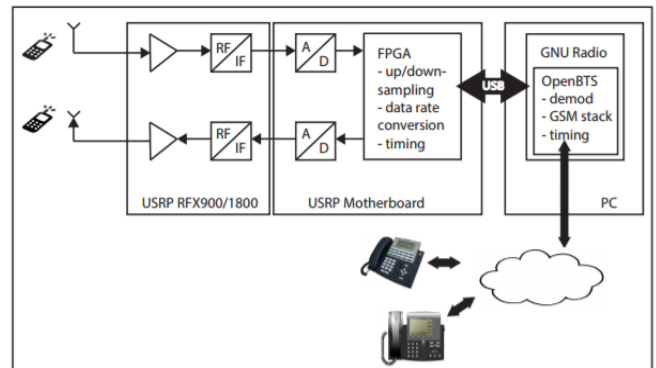 RF
IF
A
D
FPGA
- up/down-
sampling
- data rate
conversion
- timing
USB
GNU Radio
OpenBTS
- demod
- GSM stack
- timing
RF
IF
A
D
USRP RFX900/1800
USRP Motherboard
PC